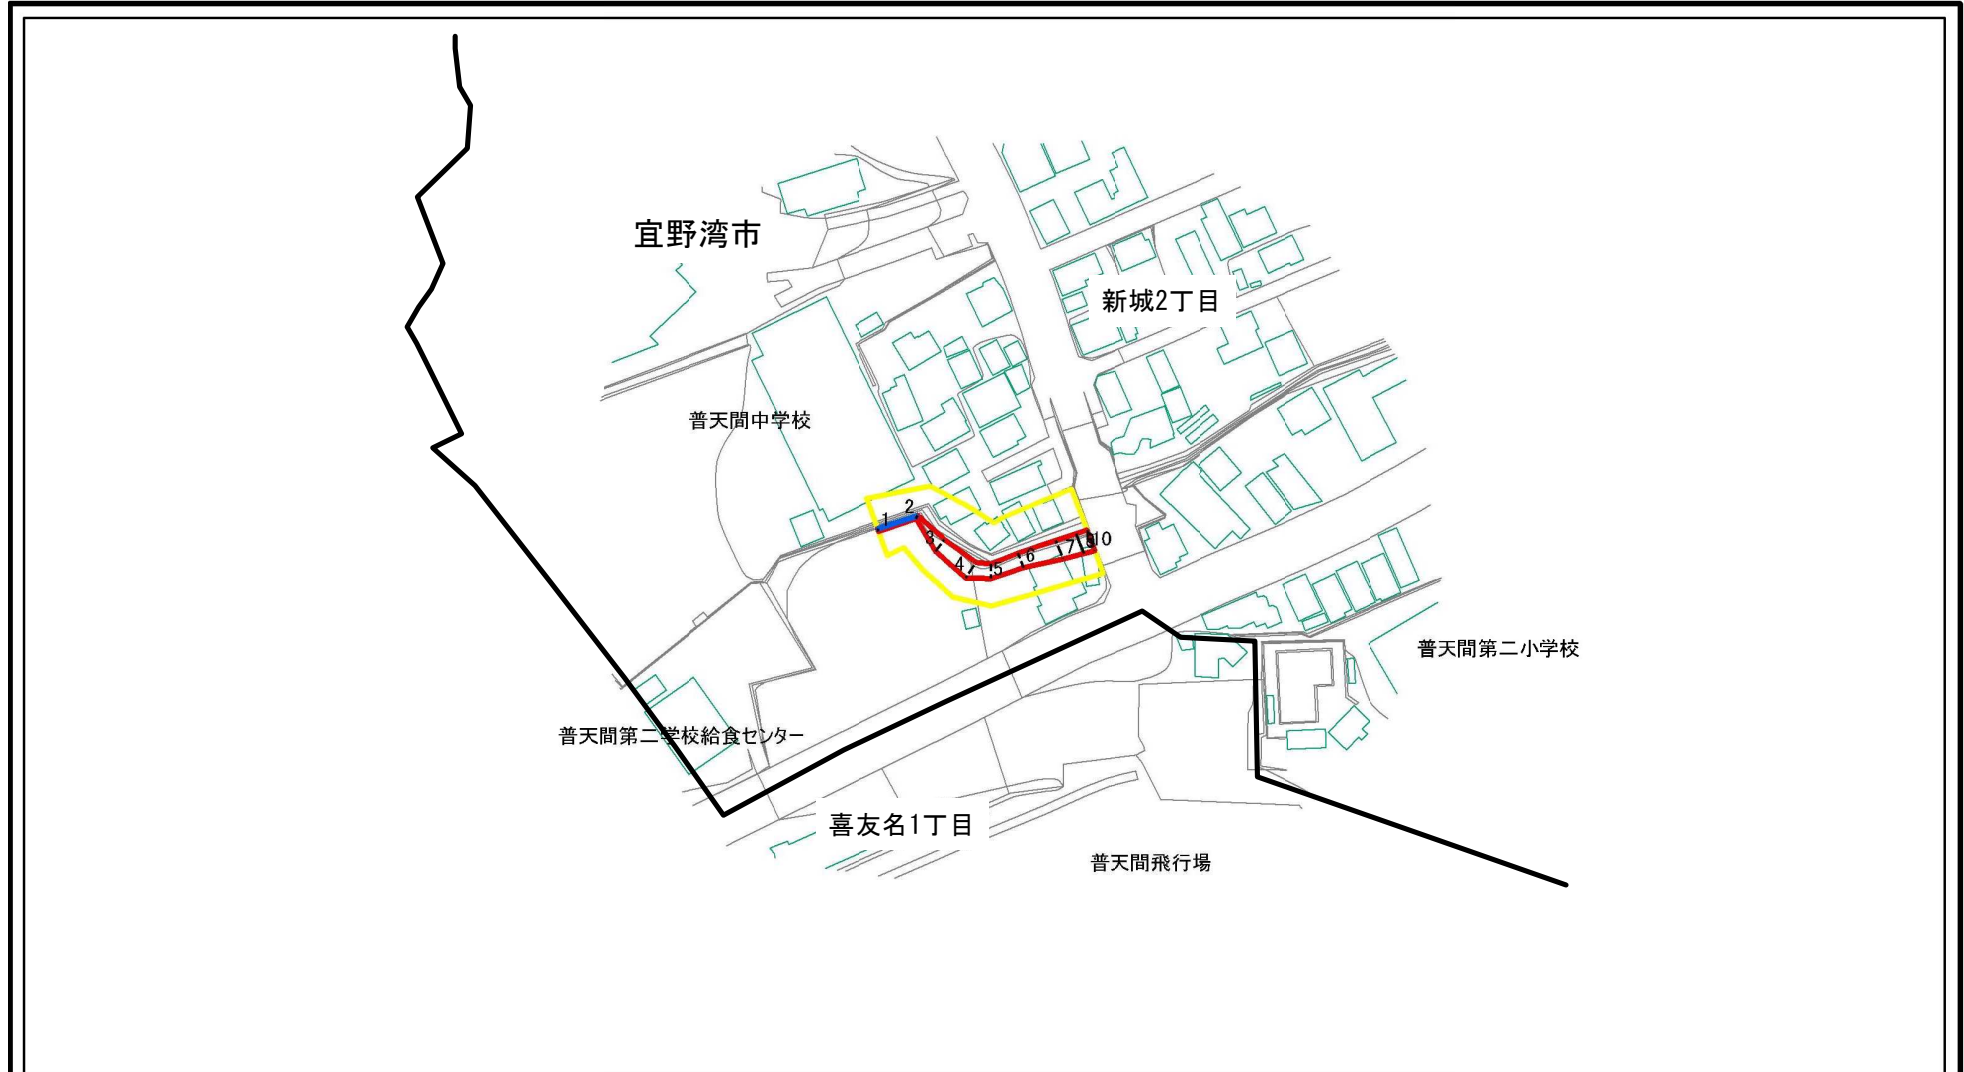 宜野湾市
新城2丁目
普天間中学校
1
2
3
4
5
6
7
10
普天間第二小学校
普天間第二学校給食センター
喜友名1丁目
普天間飛行場